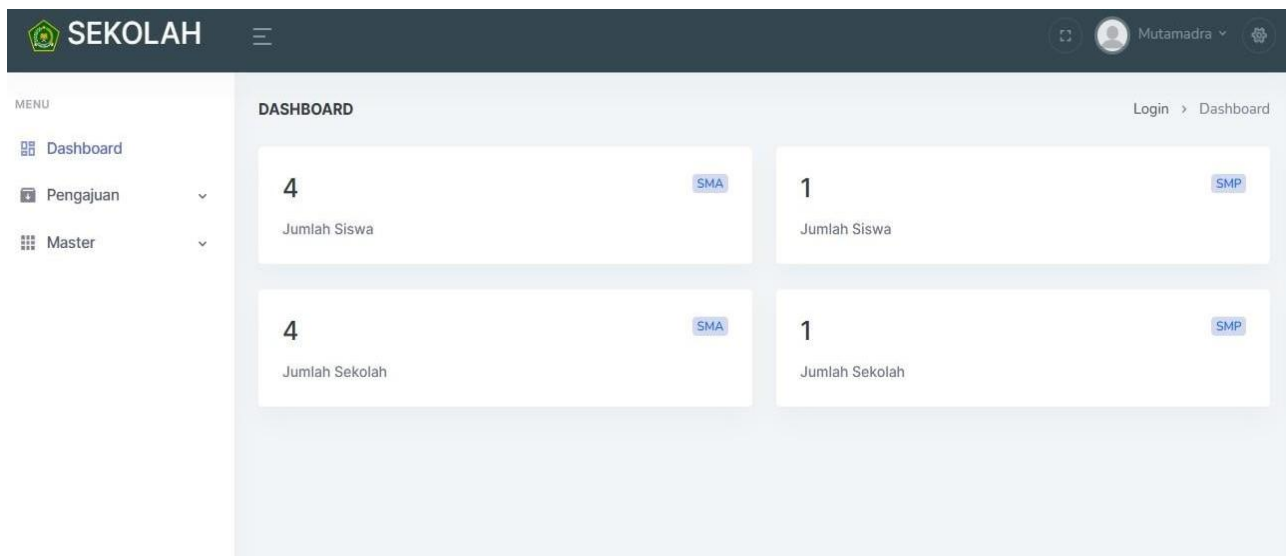 SEKOLAH
Mutamadra
MENU
Dashboard
Pengajuan
Master
DASHBOARD
Login > Dashboard
4 SMA
Jumlah Siswa
1 SMP
Jumlah Siswa
4 SMA
Jumlah Sekolah
1 SMP
Jumlah Sekolah